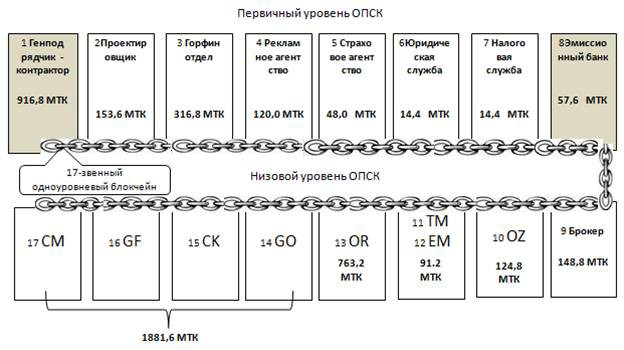 Первичный уровень ОПСК
1 Генпод
рядчик -
контрактор
916,8 МТК
2Проектир
овщик
153,6 МТК
3 Горфин
отдел
316,8 МТК
4 Реклам
ное агент
ство
120,0 МТК
5 Страхо
вое агент
ство
48,0 МТК
6Юридиче
ская
служба
14,4 МТК
7 Налого
вая
служба
14,4 МТК
8Эмиссио
нный банк
57,6 МТК
17-звенный
одноуровневый блокчейн
Низовой уровень ОПСК
17 СМ
16 GF
15 СК
14 GO
13 OR
763,2
МТК
11 ТМ
12 ЕМ
91.2
МТК
10 OZ
124,8
МТК
9 Брокер
148,8 МТК
1881,6 МТК